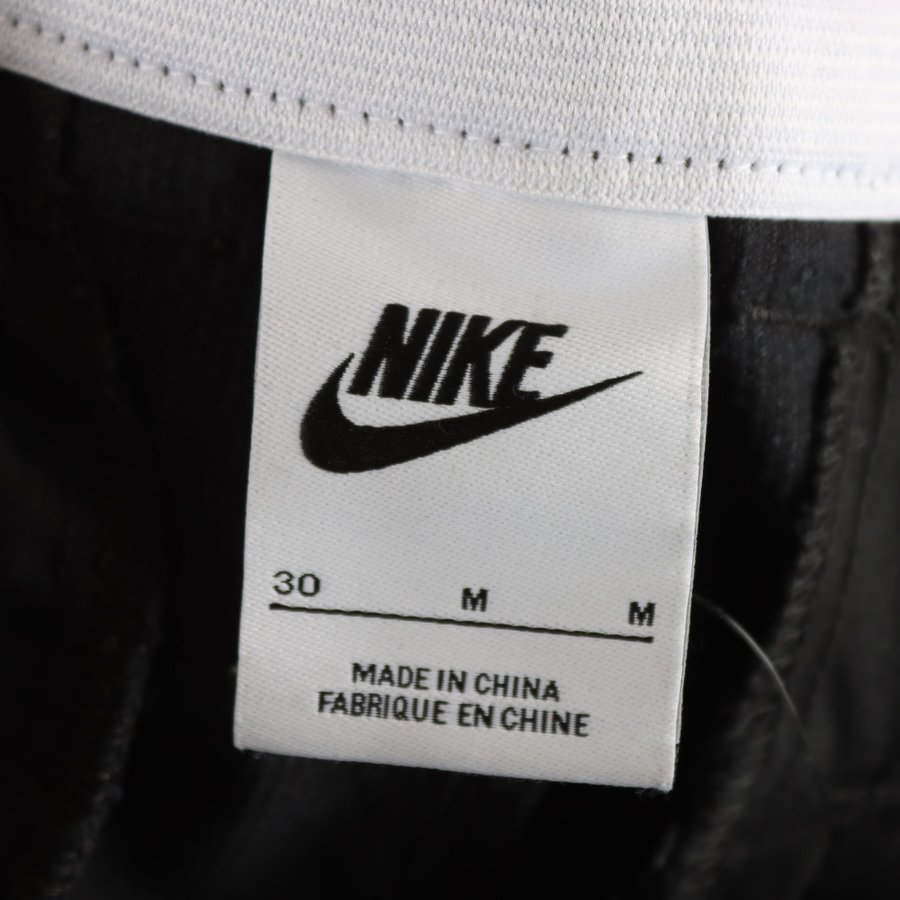 NIKE
30 M M
MADE IN CHINA
FABRIQUE EN CHINE